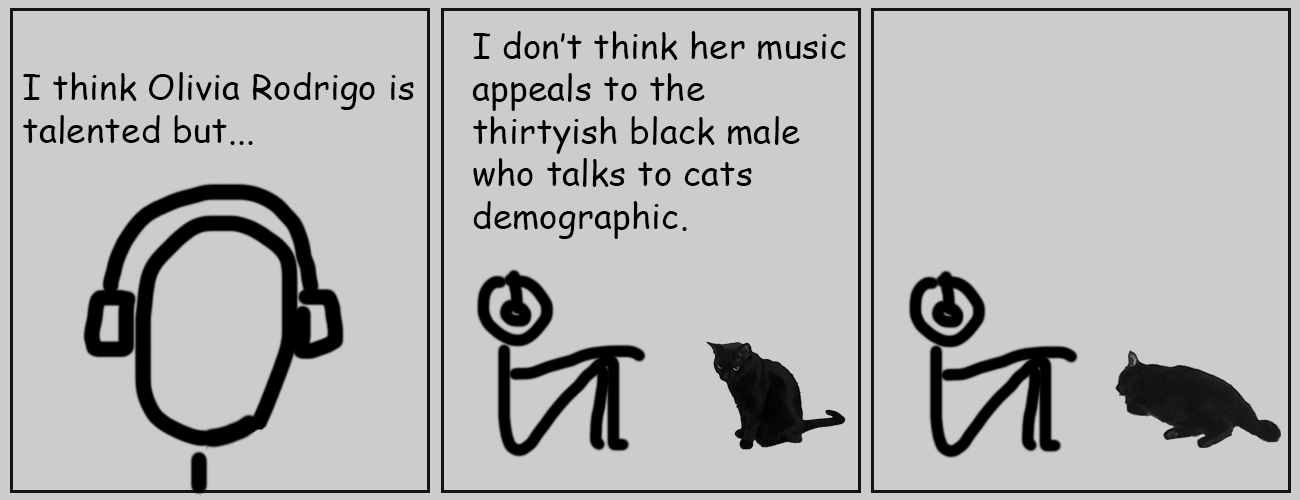 I think Olivia Rodrigo is
talented but...
I don't think her music
appeals to the
thirtyish black male
who talks to cats
demographic.